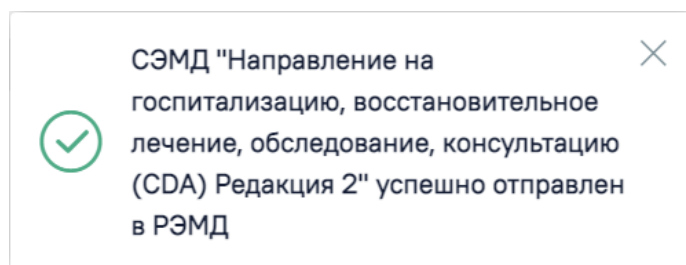 СЭМД "Направление на
госпитализацию, восстановительное
лечение, обследование, консультацию
(CDA) Редакция 2" успешно отправлен
в РЭМД